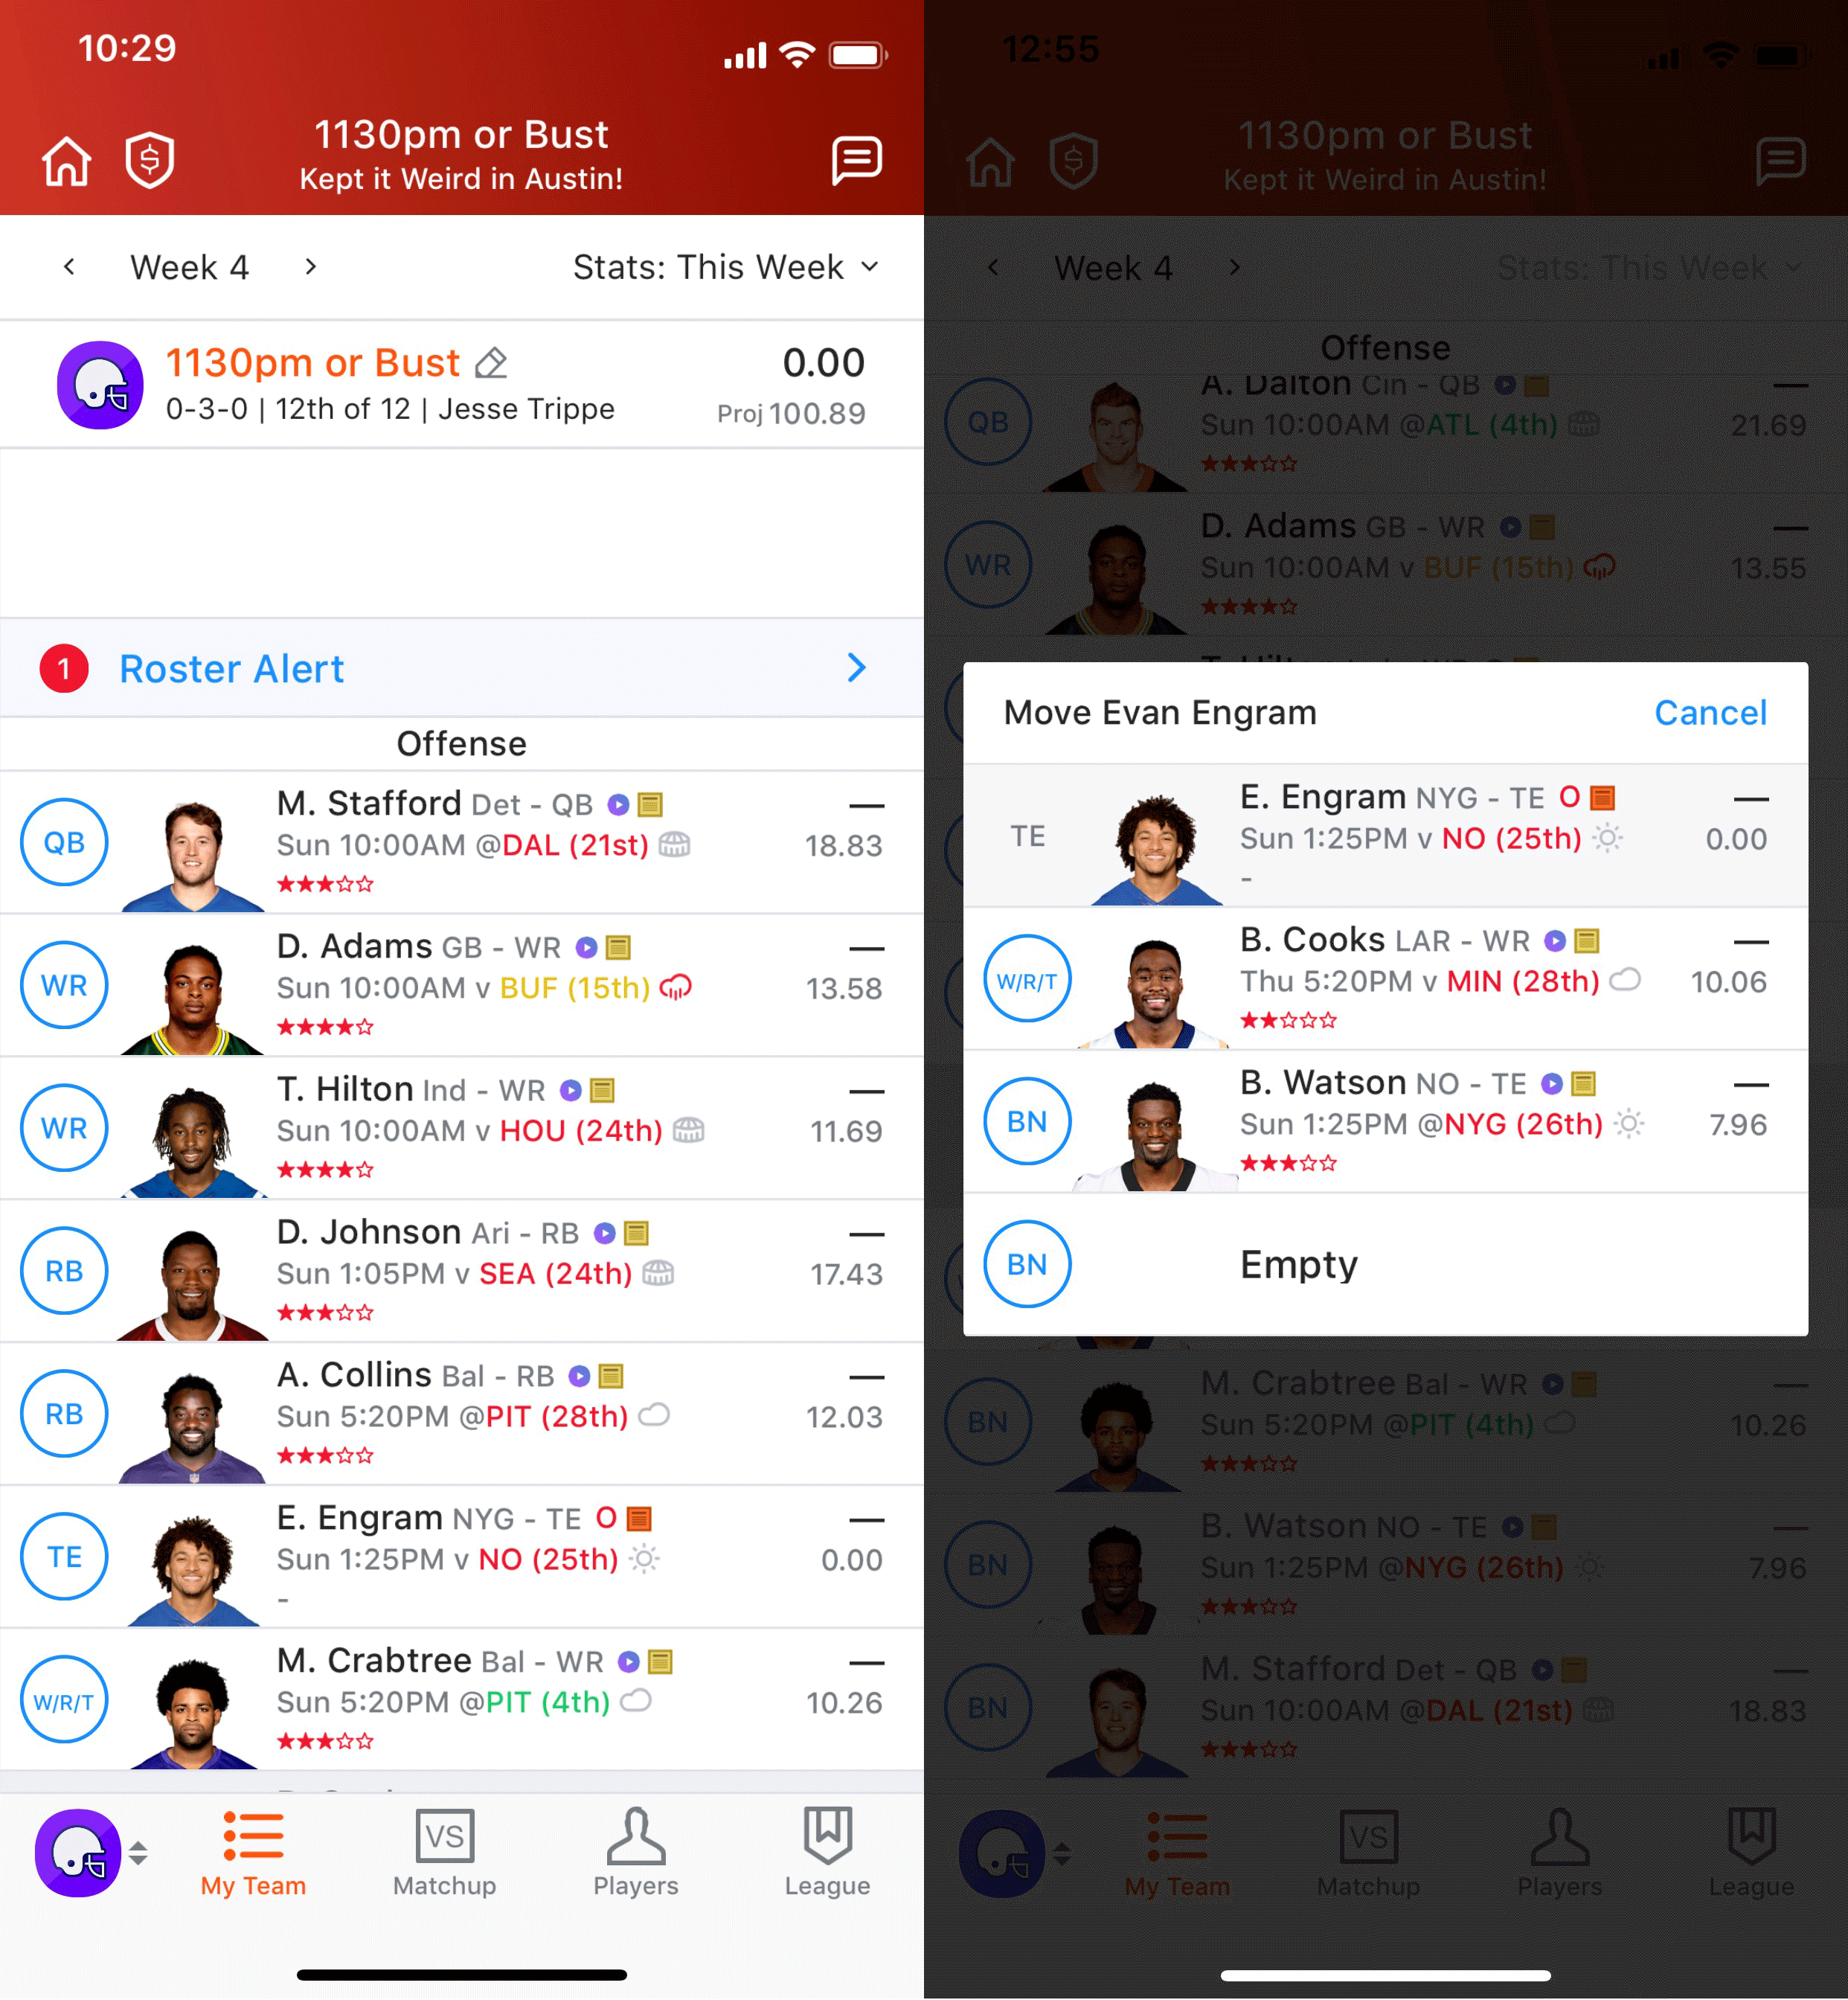 10:29
1130pm or Bust
Kept it Weird in Austin!
Week 4
Stats: This Week
1130pm or Bust
0.00
0-3-0 | 12th of 12 | Jesse Trippe
Proj 100.89
1
Roster Alert
Offense
QB
M. Stafford Det - QB
—
Sun 10:00AM @DAL (21st)
18.83
WR
D. Adams GB - WR
—
Sun 10:00AM v BUF (15th)
13.58
WR
T. Hilton Ind - WR
—
Sun 10:00AM v HOU (24th)
11.69
RB
D. Johnson Ari - RB
—
Sun 1:05PM v SEA (24th)
17.43
RB
A. Collins Bal - RB
—
Sun 5:20PM @PIT (28th)
12.03
TE
E. Engram NYG - TE O
—
Sun 1:25PM v NO (25th)
0.00
-
W/R/T
M. Crabtree Bal - WR
—
Sun 5:20PM @PIT (4th)
10.26
My Team
VS
Matchup
Players
League
12:55
1130pm or Bust
Kept it Weird in Austin!
Week 4
Stats: This Week
Offense
QB
A. Dalton Cin - QB
—
Sun 10:00AM @ATL (4th)
21.69
WR
D. Adams GB - WR
—
Sun 10:00AM v BUF (15th)
13.55
Move Evan Engram
Cancel
TE
E. Engram NYG - TE O
—
Sun 1:25PM v NO (25th)
0.00
-
W/R/T
B. Cooks LAR - WR
—
Thu 5:20PM v MIN (28th)
10.06
BN
B. Watson NO - TE
—
Sun 1:25PM @NYG (26th)
7.96
BN
Empty
BN
M. Crabtree Bal - WR
—
Sun 5:20PM @PIT (4th)
10.26
BN
B. Watson NO - TE
—
Sun 1:25PM @NYG (26th)
7.96
BN
M. Stafford Det - QB
—
Sun 10:00AM @DAL (21st)
18.83
My Team
VS
Matchup
Players
League